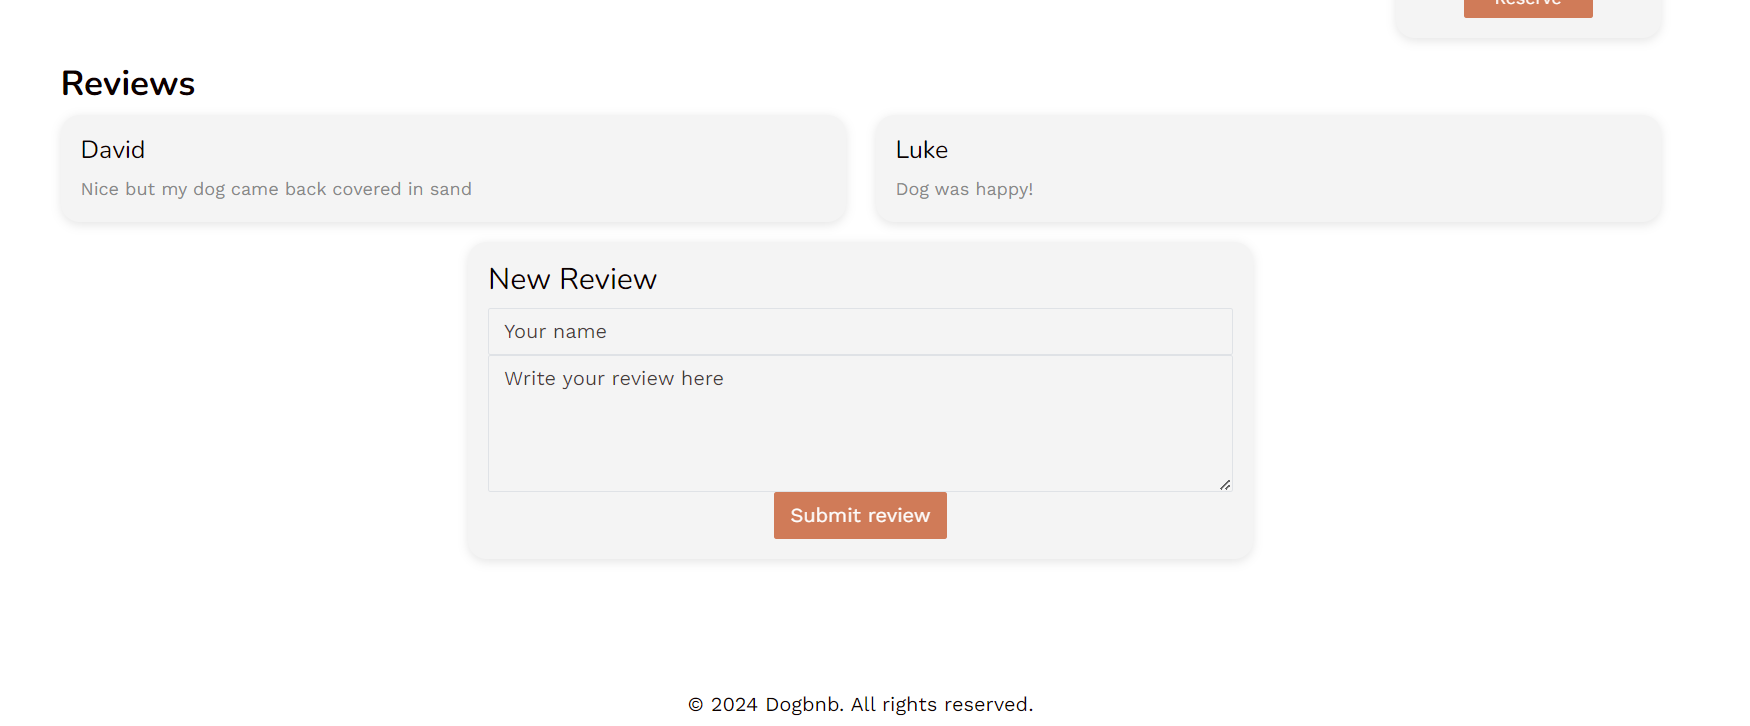 Reserve
Reviews
David
Nice but my dog came back covered in sand
Luke
Dog was happy!
New Review
Your name
Write your review here
Submit review
© 2024 Dogbnb. All rights reserved.